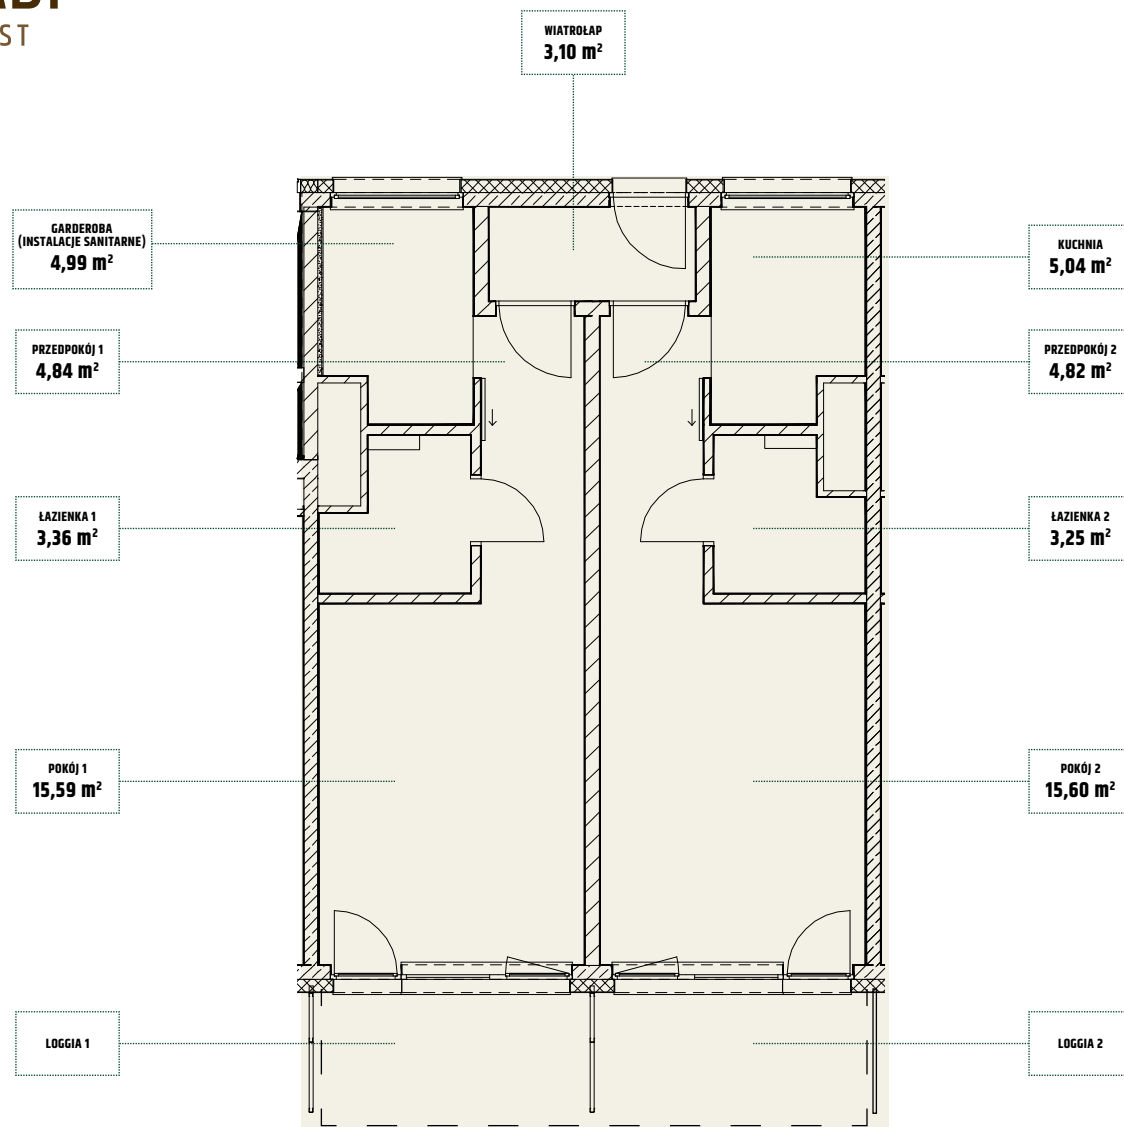 ST
WIATROŁAP
3,10 m²
GARDEROBA
(INSTALACJE SANITARNE)
4,99 m²
KUCHNIA
5,04 m²
PRZEDPOKÓJ 1
4,84 m²
PRZEDPOKÓJ 2
4,82 m²
ŁAZIENKA 1
3,36 m²
ŁAZIENKA 2
3,25 m²
POKÓJ 1
15,59 m²
POKÓJ 2
15,60 m²
LOGGIA 1
LOGGIA 2